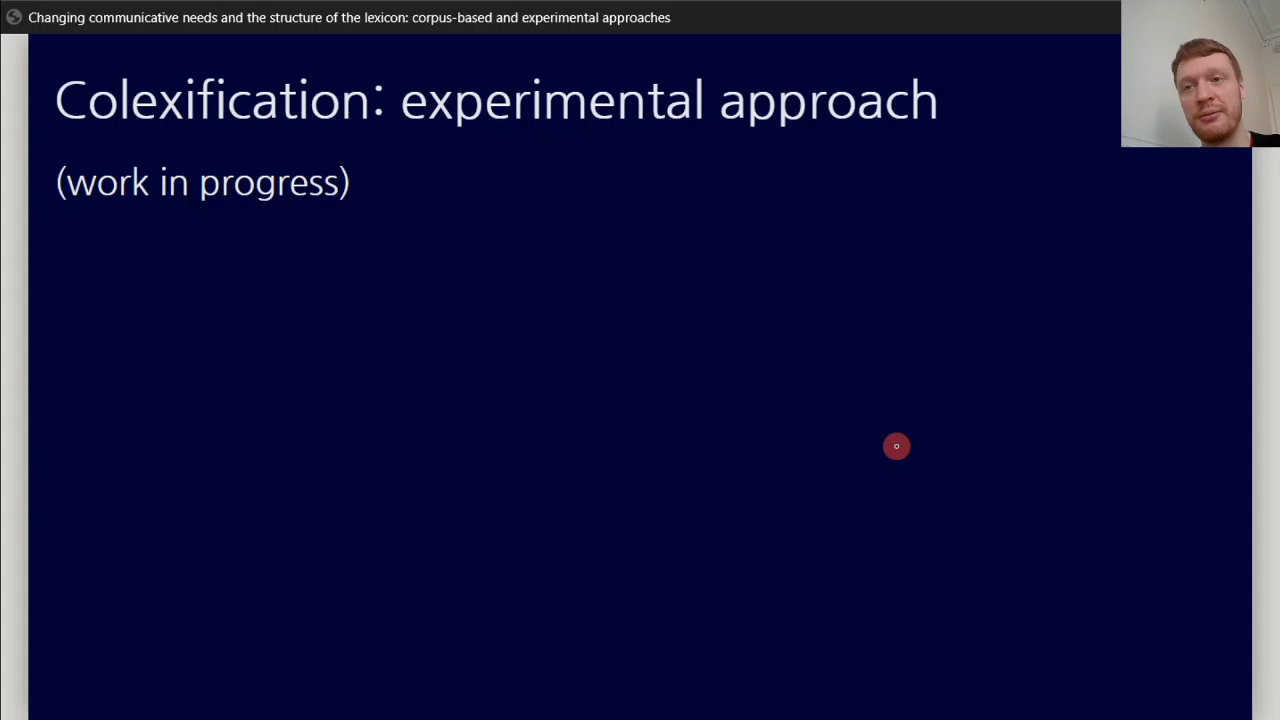 Changing communicative needs and the structure of the lexicon: corpus-based and experimental approaches
Colexification: experimental approach
(work in progress)